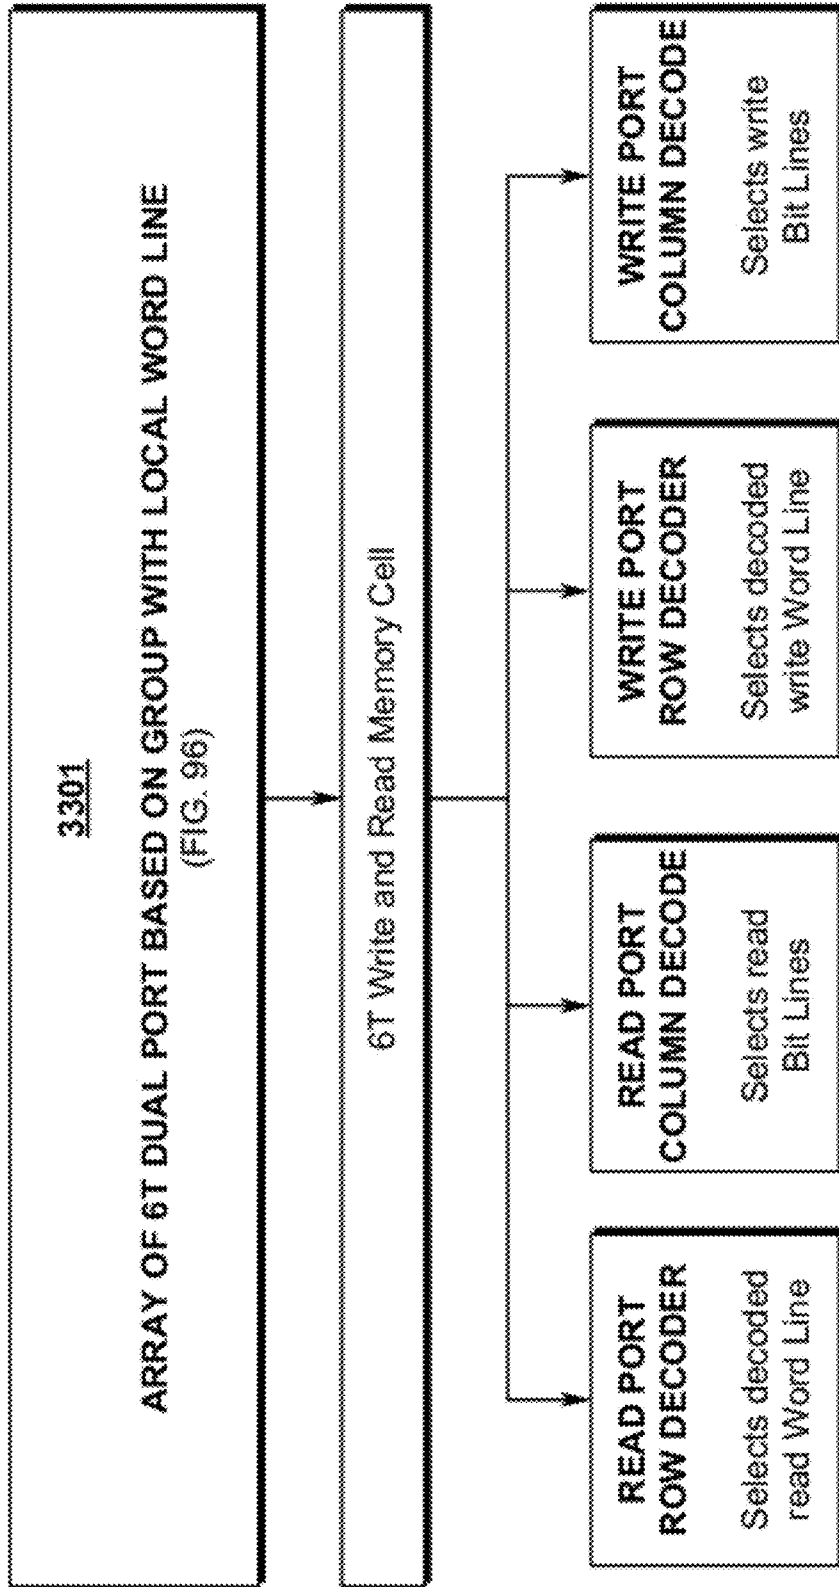 3301
ARRAY OF 6T DUAL PORT BASED ON GROUP WITH LOCAL WORD LINE
(FIG. 96)
6T Write and Read Memory Cell
READ PORT
ROW DECODER
Selects decoded
read Word Line
READ PORT
COLUMN DECODE
Selects read
Bit Lines
WRITE PORT
ROW DECODER
Selects decoded
write Word Line
WRITE PORT
COLUMN DECODE
Selects write
Bit Lines